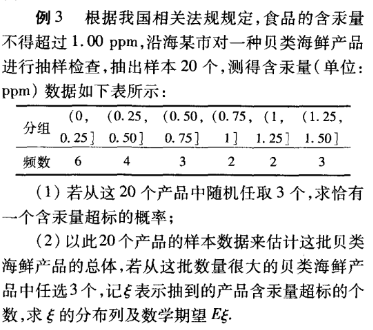 例3 根据我国相关法规规定,食品的含汞量
不得超过1.00 ppm,沿海某市对一种贝类海鲜产品
进行抽样检查,抽出样本20个,测得含汞量(单位:
ppm)数据如下表所示:
分组 (0, 0.25] (0.25, 0.50] (0.50, 0.75] (0.75, 1] (1, 1.25] (1.25, 1.50]
频数 6 4 3 2 2 3
(1)若从这20个产品中随机任取3个,求恰有
一个含汞量超标的概率;
(2)以此20个产品的样本数据来估计这批贝类
海鲜产品的总体,若从这批数量很大的贝类海鲜产
品中任选3个,记ξ表示抽到的产品含汞量超标的个
数,求ξ的分布列及数学期望Eξ.